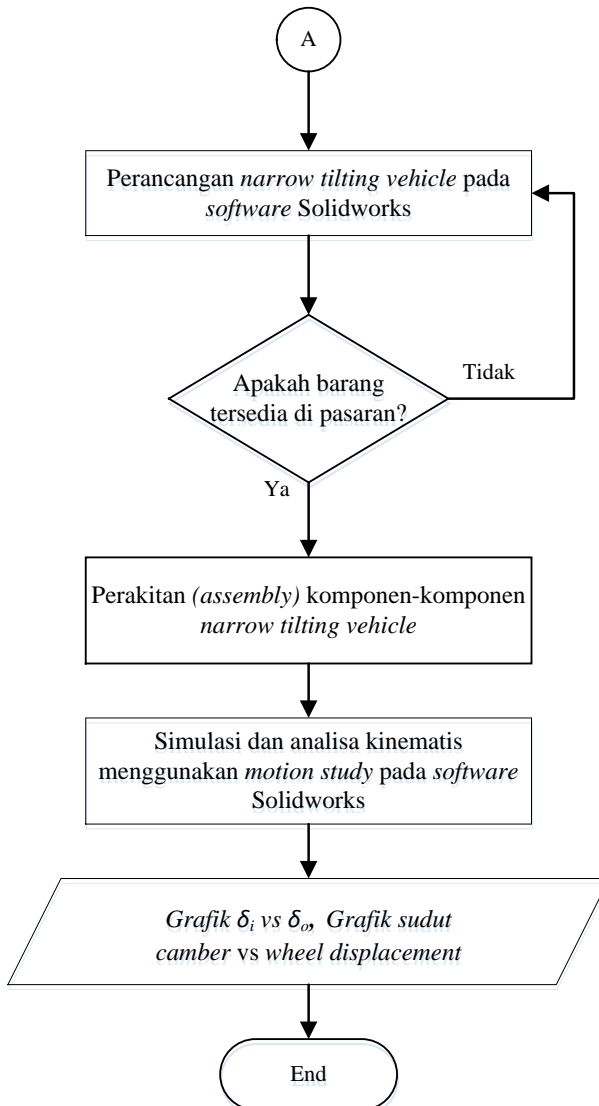 A
Perancangan narrow tilting vehicle pada
software Solidworks
Apakah barang
tersedia di pasaran?
Tidak
Ya
Perakitan (assembly) komponen-komponen
narrow tilting vehicle
Simulasi dan analisa kinematis
menggunakan motion study pada software
Solidworks
Grafik δi vs δo, Grafik sudut
camber vs wheel displacement
End